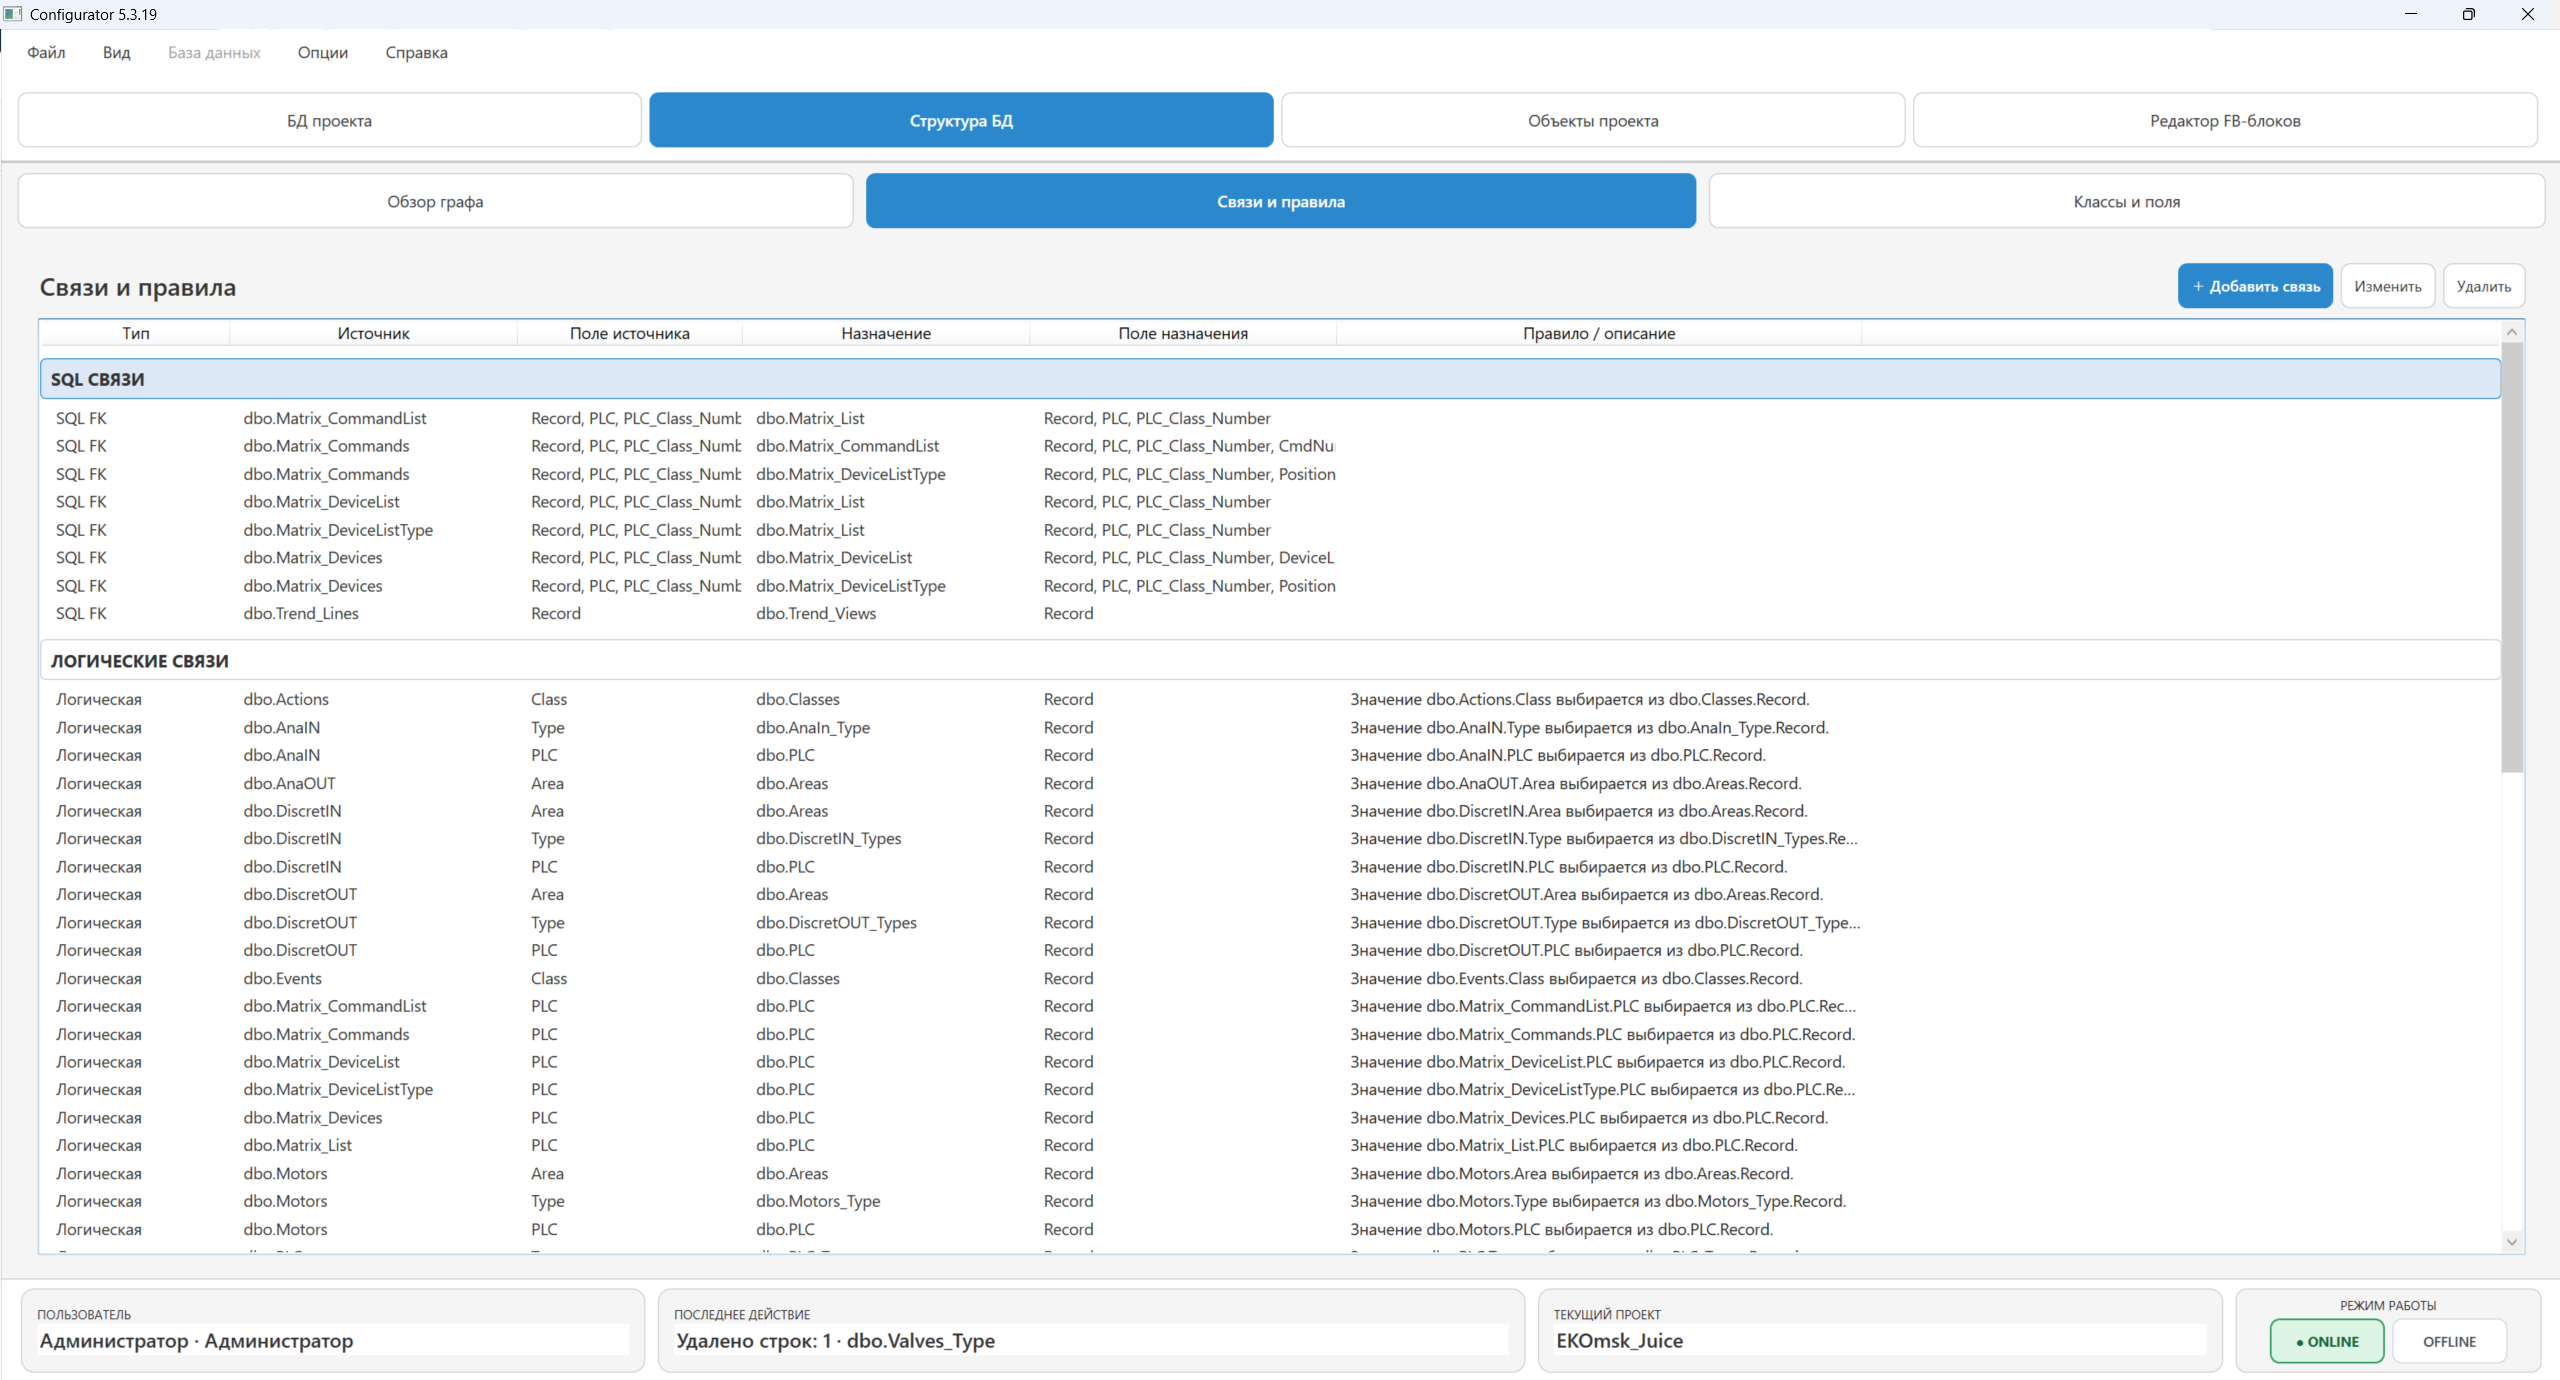 Configurator 5.3.19
Файл Вид База данных Опции Справка
БД проекта Структура БД Объекты проекта Редактор FB-блоков
Обзор графа Связи и правила Классы и поля
Связи и правила + Добавить связь Изменить Удалить
Тип Источник Поле источника Назначение Поле назначения Правило / описание
SQL СВЯЗИ
SQL FK dbo.Matrix_CommandList Record, PLC, PLC_Class_Numb dbo.Matrix_List Record, PLC, PLC_Class_Number
SQL FK dbo.Matrix_Commands Record, PLC, PLC_Class_Numb dbo.Matrix_CommandList Record, PLC, PLC_Class_Number, CmdNu
SQL FK dbo.Matrix_Commands Record, PLC, PLC_Class_Numb dbo.Matrix_DeviceListType Record, PLC, PLC_Class_Number, Position
SQL FK dbo.Matrix_DeviceList Record, PLC, PLC_Class_Numb dbo.Matrix_List Record, PLC, PLC_Class_Number
SQL FK dbo.Matrix_DeviceListType Record, PLC, PLC_Class_Numb dbo.Matrix_List Record, PLC, PLC_Class_Number
SQL FK dbo.Matrix_Devices Record, PLC, PLC_Class_Numb dbo.Matrix_DeviceList Record, PLC, PLC_Class_Number, DeviceL
SQL FK dbo.Matrix_Devices Record, PLC, PLC_Class_Numb dbo.Matrix_DeviceListType Record, PLC, PLC_Class_Number, Position
SQL FK dbo.Trend_Lines Record dbo.Trend_Views Record
ЛОГИЧЕСКИЕ СВЯЗИ
Логическая dbo.Actions Class dbo.Classes Record Значение dbo.Actions.Class выбирается из dbo.Classes.Record.
Логическая dbo.AnaIN Type dbo.AnaIn_Type Record Значение dbo.AnaIN.Type выбирается из dbo.AnaIn_Type.Record.
Логическая dbo.AnaIN PLC dbo.PLC Record Значение dbo.AnaIN.PLC выбирается из dbo.PLC.Record.
Логическая dbo.AnaOUT Area dbo.Areas Record Значение dbo.AnaOUT.Area выбирается из dbo.Areas.Record.
Логическая dbo.DiscretIN Area dbo.Areas Record Значение dbo.DiscretIN.Area выбирается из dbo.Areas.Record.
Логическая dbo.DiscretIN Type dbo.DiscretIN_Types Record Значение dbo.DiscretIN.Type выбирается из dbo.DiscretIN_Types.Re...
Логическая dbo.DiscretIN PLC dbo.PLC Record Значение dbo.DiscretIN.PLC выбирается из dbo.PLC.Record.
Логическая dbo.DiscretOUT Area dbo.Areas Record Значение dbo.DiscretOUT.Area выбирается из dbo.Areas.Record.
Логическая dbo.DiscretOUT Type dbo.DiscretOUT_Types Record Значение dbo.DiscretOUT.Type выбирается из dbo.DiscretOUT_Type...
Логическая dbo.DiscretOUT PLC dbo.PLC Record Значение dbo.DiscretOUT.PLC выбирается из dbo.PLC.Record.
Логическая dbo.Events Class dbo.Classes Record Значение dbo.Events.Class выбирается из dbo.Classes.Record.
Логическая dbo.Matrix_CommandList PLC dbo.PLC Record Значение dbo.Matrix_CommandList.PLC выбирается из dbo.PLC.Rec...
Логическая dbo.Matrix_Commands PLC dbo.PLC Record Значение dbo.Matrix_Commands.PLC выбирается из dbo.PLC.Record.
Логическая dbo.Matrix_DeviceList PLC dbo.PLC Record Значение dbo.Matrix_DeviceList.PLC выбирается из dbo.PLC.Record.
Логическая dbo.Matrix_DeviceListType PLC dbo.PLC Record Значение dbo.Matrix_DeviceListType.PLC выбирается из dbo.PLC.Re...
Логическая dbo.Matrix_Devices PLC dbo.PLC Record Значение dbo.Matrix_Devices.PLC выбирается из dbo.PLC.Record.
Логическая dbo.Matrix_List PLC dbo.PLC Record Значение dbo.Matrix_List.PLC выбирается из dbo.PLC.Record.
Логическая dbo.Motors Area dbo.Areas Record Значение dbo.Motors.Area выбирается из dbo.Areas.Record.
Логическая dbo.Motors Type dbo.Motors_Type Record Значение dbo.Motors.Type выбирается из dbo.Motors_Type.Record.
Логическая dbo.Motors PLC dbo.PLC Record Значение dbo.Motors.PLC выбирается из dbo.PLC.Record.
ПОЛЬЗОВАТЕЛЬ ПОСЛЕДНЕЕ ДЕЙСТВИЕ ТЕКУЩИЙ ПРОЕКТ РЕЖИМ РАБОТЫ
Администратор · Администратор Удалено строк: 1 · dbo.Valves_Type EKOmsk_Juice • ONLINE OFFLINE